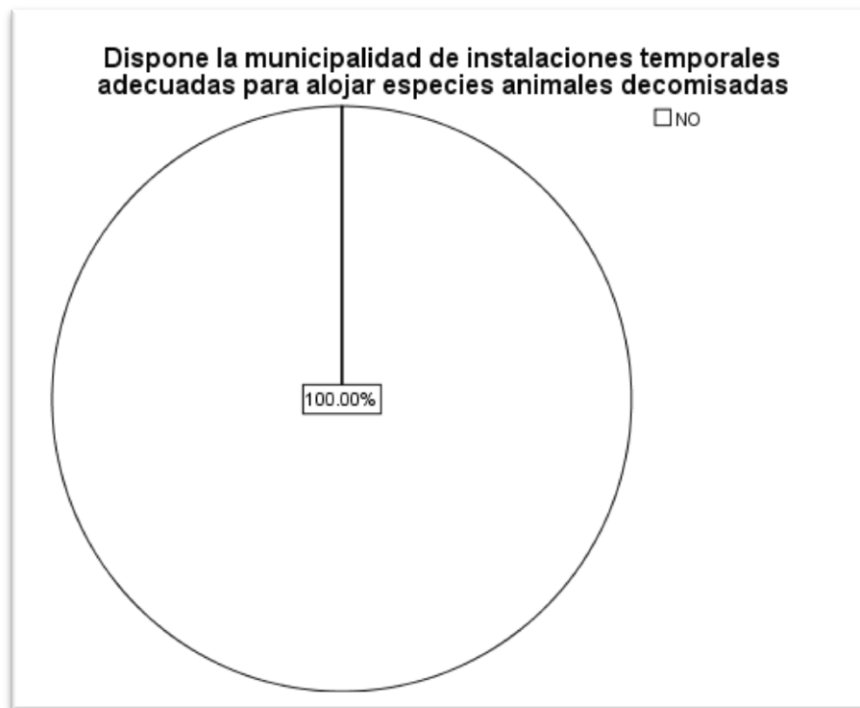 Dispone la municipalidad de instalaciones temporales
adecuadas para alojar especies animales decomisadas
NO
100.00%